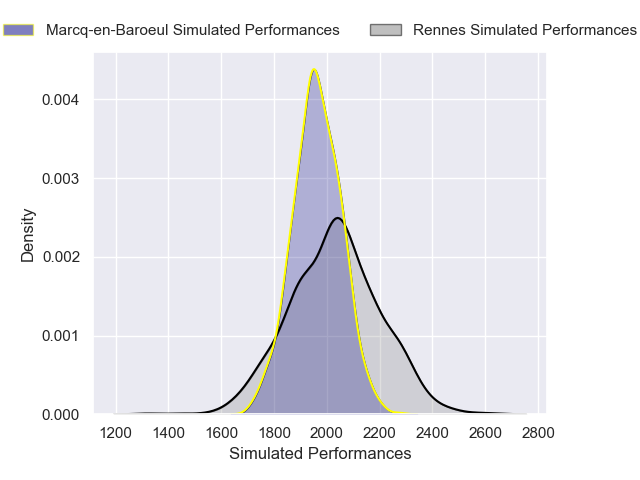 Marcq-en-Baroeul Simulated Performances
Rennes Simulated Performances
0.004
0.003
0.002
0.001
0.000
Density
1200 1400 1600 1800 2000 2200 2400 2600 2800
Simulated Performances